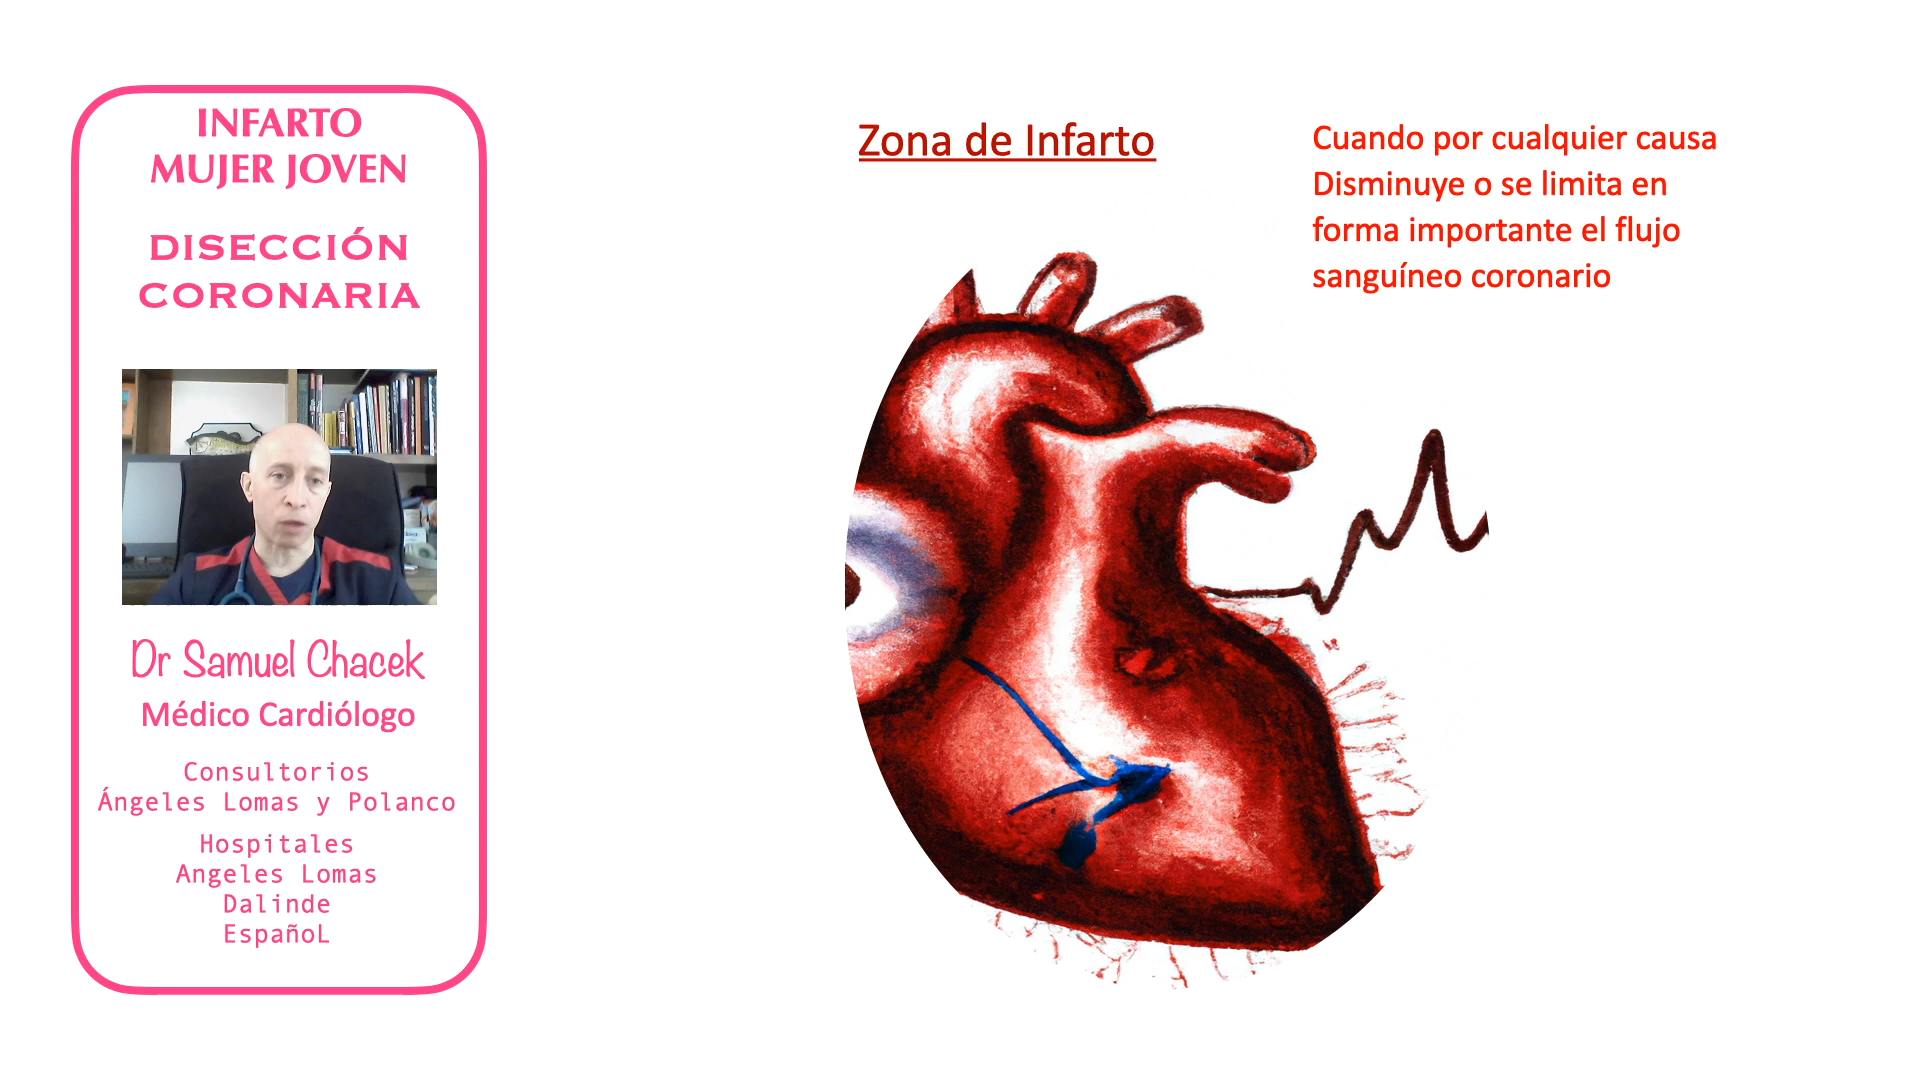 INFARTO
MUJER JOVEN
DISECCIÓN
CORONARIA
Dr Samuel Chacek
Médico Cardiólogo
Consultorios
Ángeles Lomas y Polanco
Hospitales
Angeles Lomas
Dalinde
EspañoL
Zona de Infarto
Cuando por cualquier causa
Disminuye o se limita en
forma importante el flujo
sanguíneo coronario